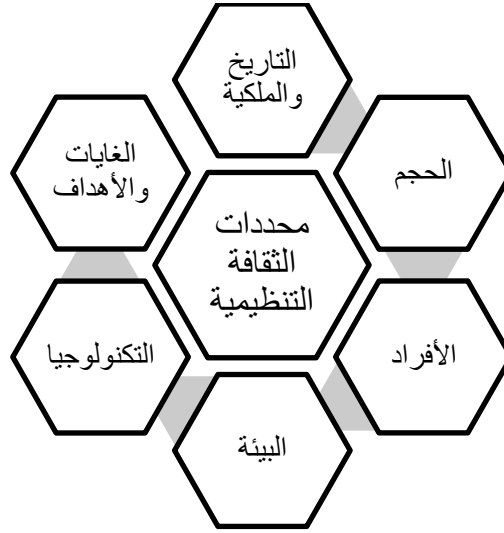 التاريخ
والملكية
الحجم
الغايات
والأهداف
محددات
الثقافة
التنظيمية
الأفراد
التكنولوجيا
البيئة